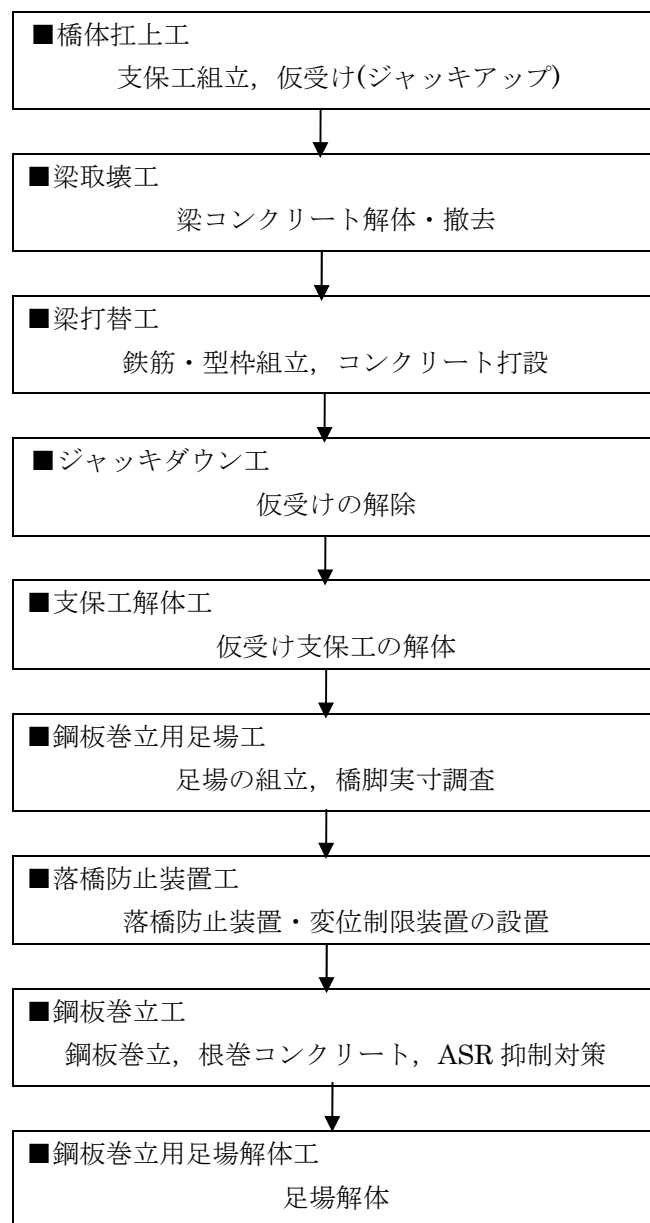 ■橋体扛上工
支保工組立，仮受け(ジャッキアップ)
■梁取壊工
梁コンクリート解体・撤去
■梁打替工
鉄筋・型枠組立，コンクリート打設
■ジャッキダウン工
仮受けの解除
■支保工解体工
仮受け支保工の解体
■鋼板巻立用足場工
足場の組立，橋脚実寸調査
■落橋防止装置工
落橋防止装置・変位制限装置の設置
■鋼板巻立工
鋼板巻立，根巻コンクリート，ASR 抑制対策
■鋼板巻立用足場解体工
足場解体